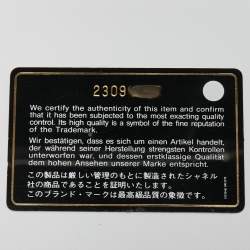 2309
We certify the authenticity of this item and confirm
that it has been subjected to the most exacting quality
control. Its high quality is a symbol of the fine reputation
of the Trademark.
Wir bestätigen, dass es sich um einen Artikel handelt,
der während seiner Herstellung strengsten Kontrollen
unterworfen war, und dessen erstklassige Qualität
dem hohen Ansehen unserer Marke entspricht.
この製品は厳しい管理のもとに製造されたシャネル
社の商品であることを証明いたします。
このブランド・マークは最高級品質の象徴です。